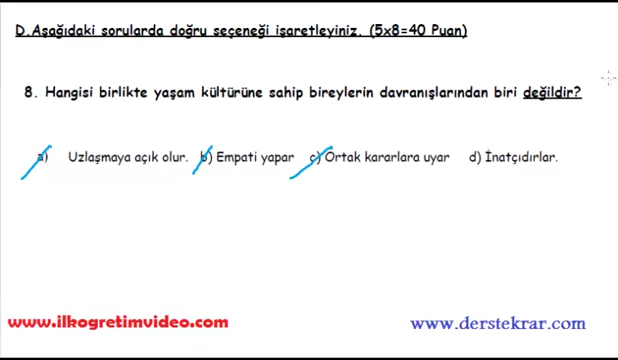 D.Aşağıdaki sorularda doğru seçeneği işaretleyiniz. (5x8=40 Puan)
8. Hangisi birlikte yaşam kültürüne sahip bireylerin davranışlarından biri değildir?
a) Uzlaşmaya açık olur. b) Empati yapar c) Ortak kararlara uyar d) İnatçıdırlar.
www.ilkogretimvideo.com www.derstekrar.com